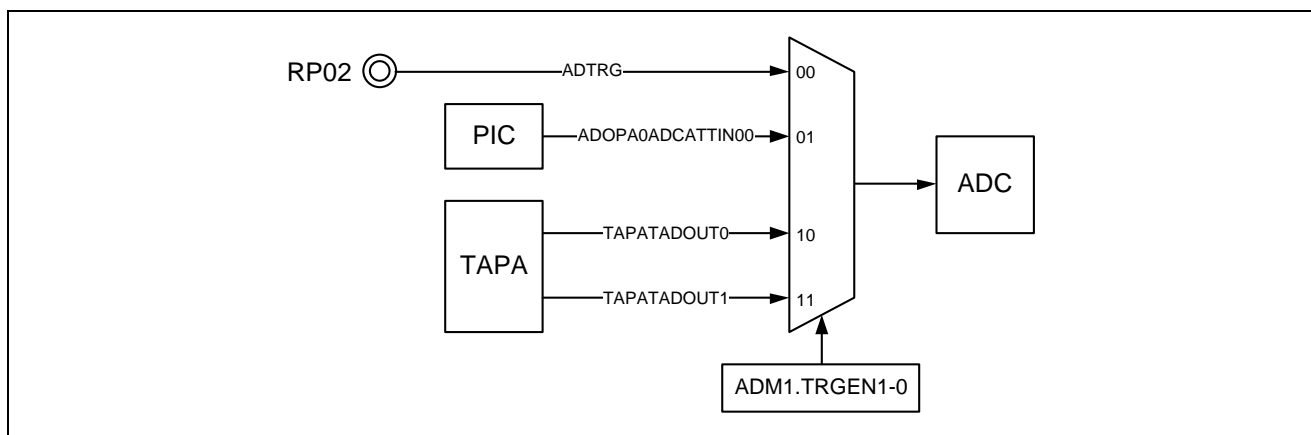 RP02
ADTRG
00
PIC
ADOPA0ADCATTIN00
01
ADC
TAPA
TAPATADOUT0
10
TAPATADOUT1
11
ADM1.TRGEN1-0